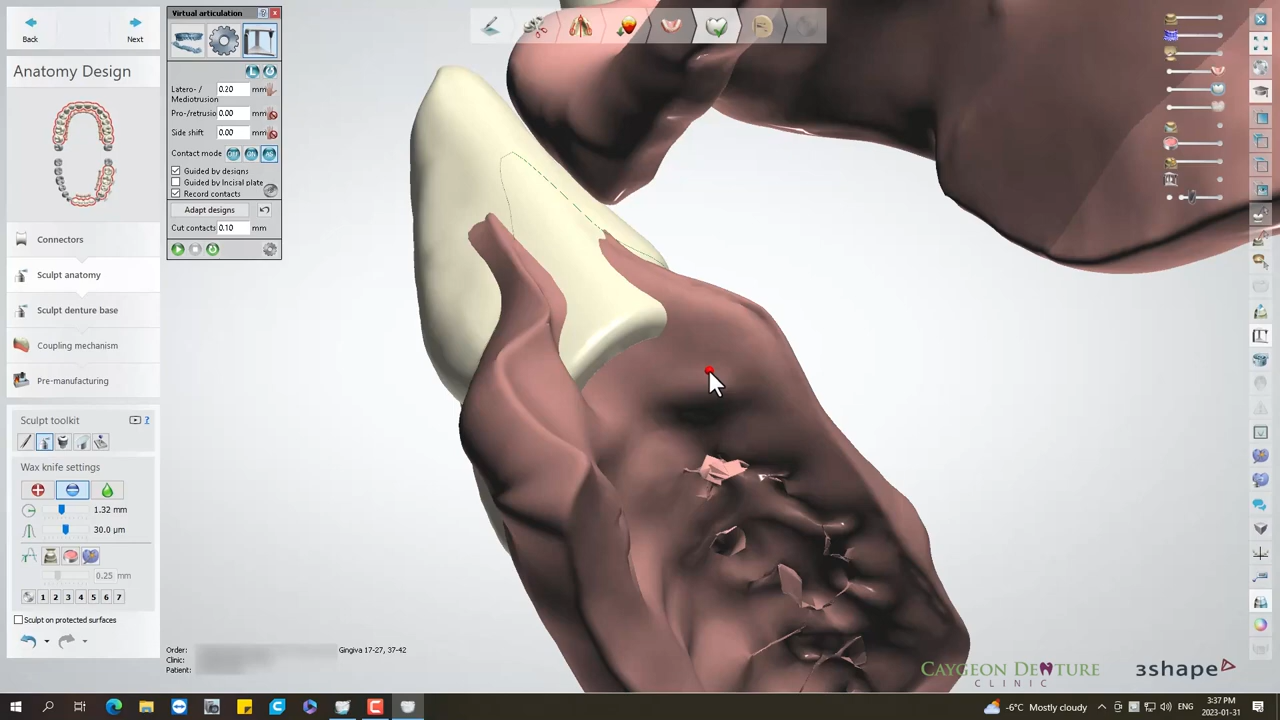 Back
Next
Anatomy Design
Connectors
Sculpt anatomy
Sculpt denture base
Coupling mechanism
Pre-manufacturing
Sculpt toolkit
?
Wax knife settings
1.32 mm
30.0 µm
0.25 mm
1 2 3 4 5 6 7
Sculpt on protected surfaces
Virtual articulation
?
x
L
Latero- / 0.20 mm
Mediotrusion
Pro-/retrusio 0.00 mm
Side shift 0.00 mm
Contact mode OFF ON AS
Guided by designs
Guided by Incisal plate
Record contacts
Adapt designs
Cut contacts 0.10 mm
Order: Gingiva 17-27, 37-42
Clinic:
Patient:
CAYGEON DENTURE
CLINIC
3shape
-6°C Mostly cloudy
ENG
3:37 PM
2023-01-31